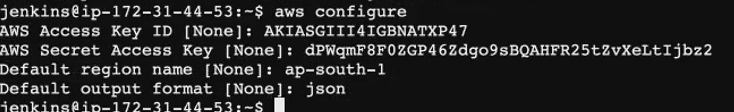 jenkins@ip-172-31-44-53:~$ aws configure
AWS Access Key ID [None]: AKIASGIII4IGBNATXP47
AWS Secret Access Key [None]: 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
Default region name [None]: ap-south-1
Default output format [None]: json
jenkins@ip-172-31-44-53:~$